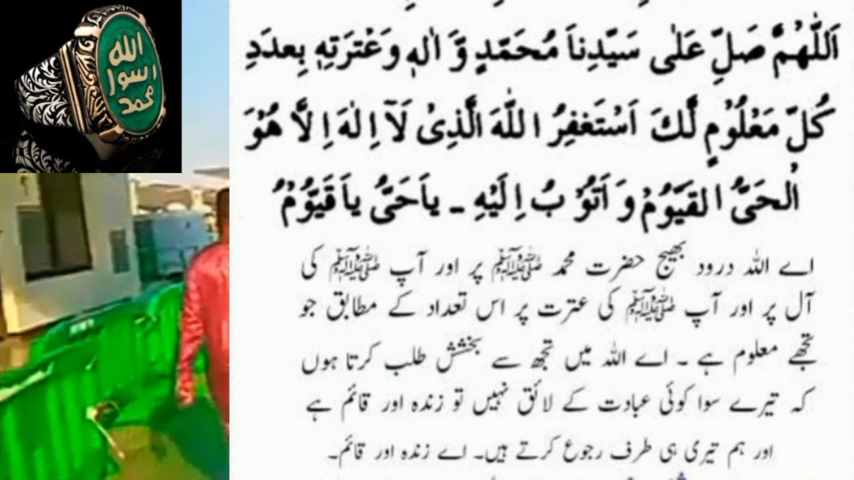 الله
رسول
محمد
اَللّٰهُمَّ صَلِّ عَلٰی سَیِّدِنَا مُحَمَّدٍ وَّ اٰلِهٖ وَعَتْرَتِهٖ بِعَدَدِ
كُلِّ مَعْلُوْمٍ لَّكَ اَسْتَغْفِرُ اللّٰهَ الَّذِیْ لَآ اِلٰهَ اِلَّا هُوَ
الْحَیُّ الْقَیُّوْمُ وَ اَتُوْبُ اِلَیْهِ ۔ یاَحَیُّ یاَ قَیُّوْمُ
اے اللہ درود بھیج حضرت محمد ﷺ پر اور آپ ﷺ کی
آل پر اور آپ ﷺ کی عترت پر اس تعداد کے مطابق جو
تجھے معلوم ہے ۔ اے اللہ میں تجھ سے بخشش طلب کرتا ہوں
کہ تیرے سوا کوئی عبادت کے لائق نہیں تو زندہ اور قائم ہے
اور ہم تیری ہی طرف رجوع کرتے ہیں۔ اے زندہ اور قائم۔